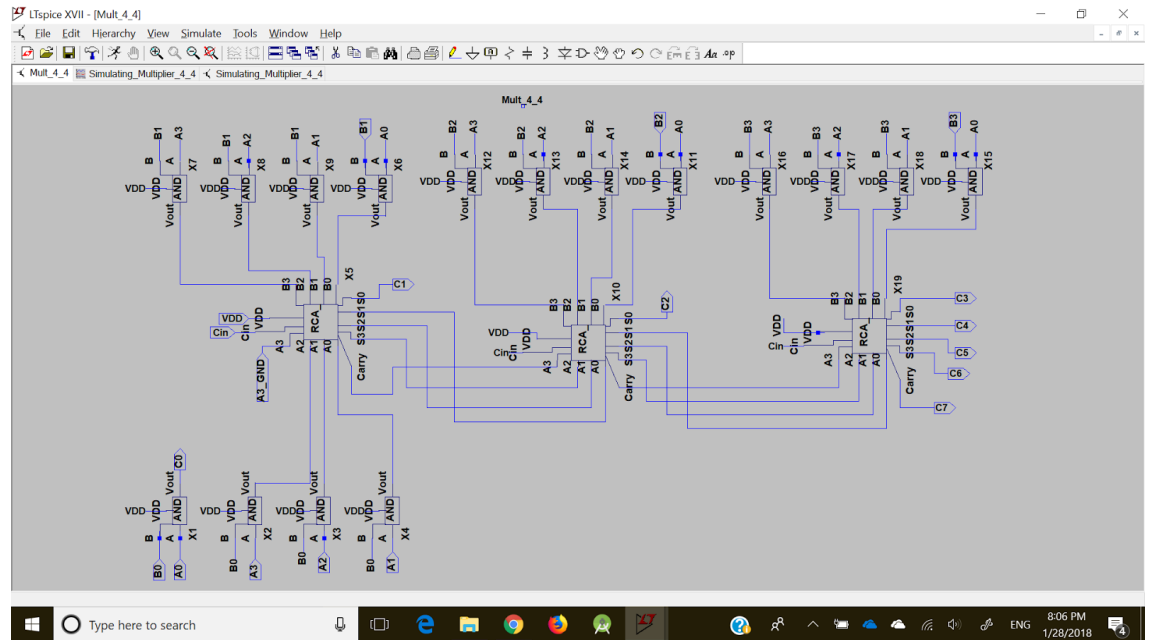 LTspice XVII - [Mult_4_4]
File Edit Hierarchy View Simulate Tools Window Help
Mult_4_4 Simulating_Multiplier_4_4 Simulating_Multiplier_4_4
Mult_4_4
B1 A3 B1 A2 B1 A1 B1 A0 B2 A3 B2 A2 B2 A1 B2 A0 B3 A3 B3 A2 B3 A1 B3 A0
B A X7 B A X8 B A X9 B A X6 B A X12 B A X13 B A X14 B A X11 B A X16 B A X17 B A X18 B A X15
VDD VDD AND VDD VDD AND VDD VDD AND VDD VDD AND VDD VDD AND VDD VDD AND VDD VDD AND VDD VDD AND VDD VDD AND VDD VDD AND VDD VDD AND VDD VDD AND
Vout Vout Vout Vout Vout Vout Vout Vout Vout Vout Vout Vout
B3 B2 B1 B0 X5 C1
VDD VDD RCA S3S2S1S0
Cin Cin
A3 A2 A1 A0 Carry
A3_GND
B3 B2 B1 B0 X10 C2
VDD VDD RCA S3S2S1S0
Cin Cin
A3 A2 A1 A0 Carry
B3 B2 B1 B0 X19 C3
VDD VDD RCA S3S2S1S0 C4
Cin Cin C5
A3 A2 A1 A0 Carry C6
C7
C0
Vout Vout Vout Vout
VDD VDD AND VDD VDD AND VDD VDD AND VDD VDD AND
B A X1 B A X2 B A X3 B A X4
B0 A0 B0 A3 B0 A2 B0 A1
Type here to search
ENG
8:06 PM
1/28/2018
4